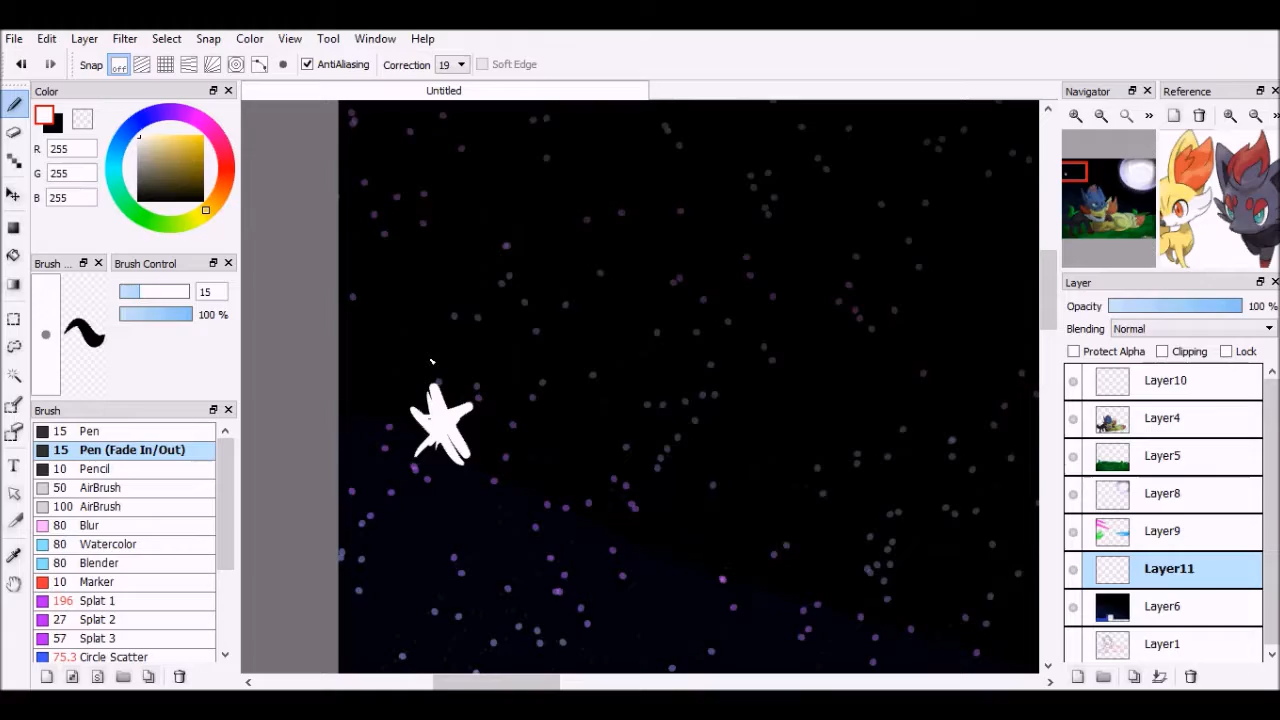 File Edit Layer Filter Select Snap Color View Tool Window Help
Snap off AntiAliasing Correction 19 Soft Edge
Color
Untitled
Navigator
Reference
R 255
G 255
B 255
Brush ...
Brush Control
15
100 %
Layer
Opacity 100 %
Blending Normal
Protect Alpha Clipping Lock
Brush
15 Pen
15 Pen (Fade In/Out)
10 Pencil
50 AirBrush
100 AirBrush
80 Blur
80 Watercolor
80 Blender
10 Marker
196 Splat 1
27 Splat 2
57 Splat 3
75.3 Circle Scatter
Layer10
Layer4
Layer5
Layer8
Layer9
Layer11
Layer6
Layer1